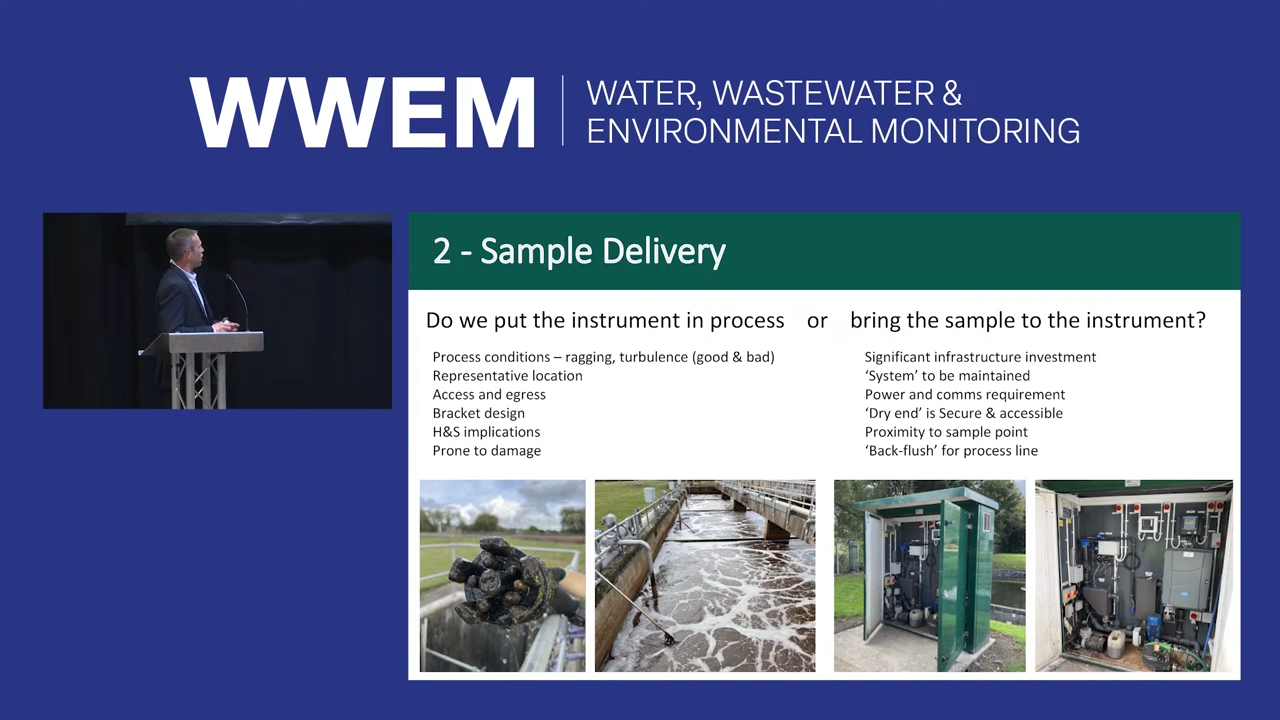 WWEM
WATER, WASTEWATER &
ENVIRONMENTAL MONITORING
2 - Sample Delivery
Do we put the instrument in process or bring the sample to the instrument?
Process conditions – ragging, turbulence (good & bad)
Representative location
Access and egress
Bracket design
H&S implications
Prone to damage
Significant infrastructure investment
‘System’ to be maintained
Power and comms requirement
‘Dry end’ is Secure & accessible
Proximity to sample point
‘Back-flush’ for process line